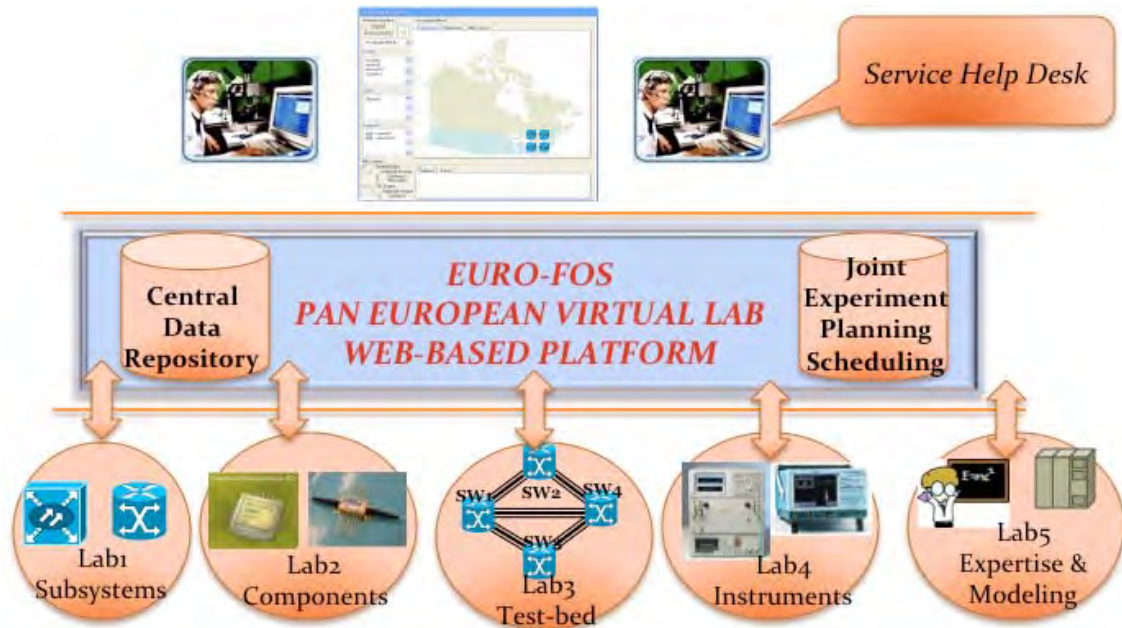 Service Help Desk
EURO-FOS
PAN EUROPEAN VIRTUAL LAB
WEB-BASED PLATFORM
Central
Data
Repository
Joint
Experiment
Planning
Scheduling
Lab1
Subsystems
Lab2
Components
SW1
SW2
SW4
Lab3
Test-bed
Lab4
Instruments
E=mc²
Lab5
Expertise &
Modeling